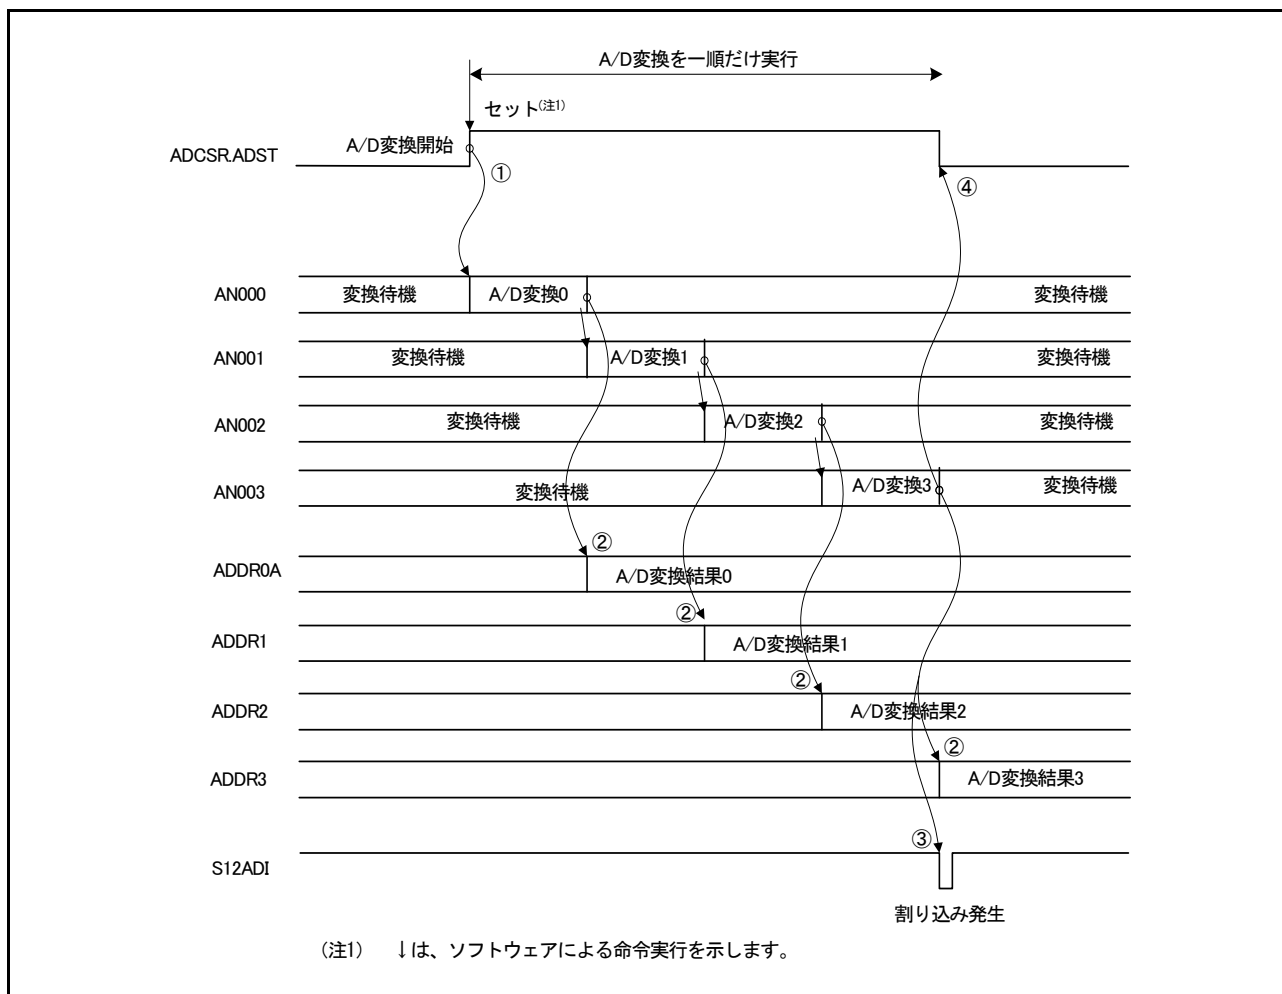 A/D変換を一順だけ実行
セット(注1)
ADCSR.ADST A/D変換開始
① ④
AN000 変換待機 A/D変換0 変換待機
AN001 変換待機 A/D変換1 変換待機
AN002 変換待機 A/D変換2 変換待機
AN003 変換待機 A/D変換3 変換待機
②
ADDR0A A/D変換結果0
②
ADDR1 A/D変換結果1
②
ADDR2 A/D変換結果2
②
ADDR3 A/D変換結果3
③
S12ADI
割り込み発生
(注1) ↓は、ソフトウェアによる命令実行を示します。